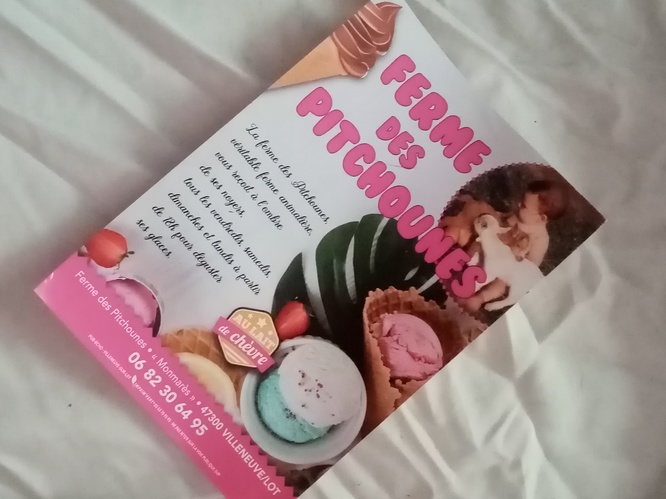 FERME
DES
PITCHOUNES
La ferme des Pitchounes,
véritable ferme animalière,
vous reçoit à l'ombre
de ses noyers,
tous les vendredis, samedis,
dimanches et lundis à partir
de 12h pour déguster
ses glaces.
AU LAIT
de chèvre
Ferme des Pitchounes • « Monmarès » • 47300 VILLENEUVE/LOT
06 82 30 64 95